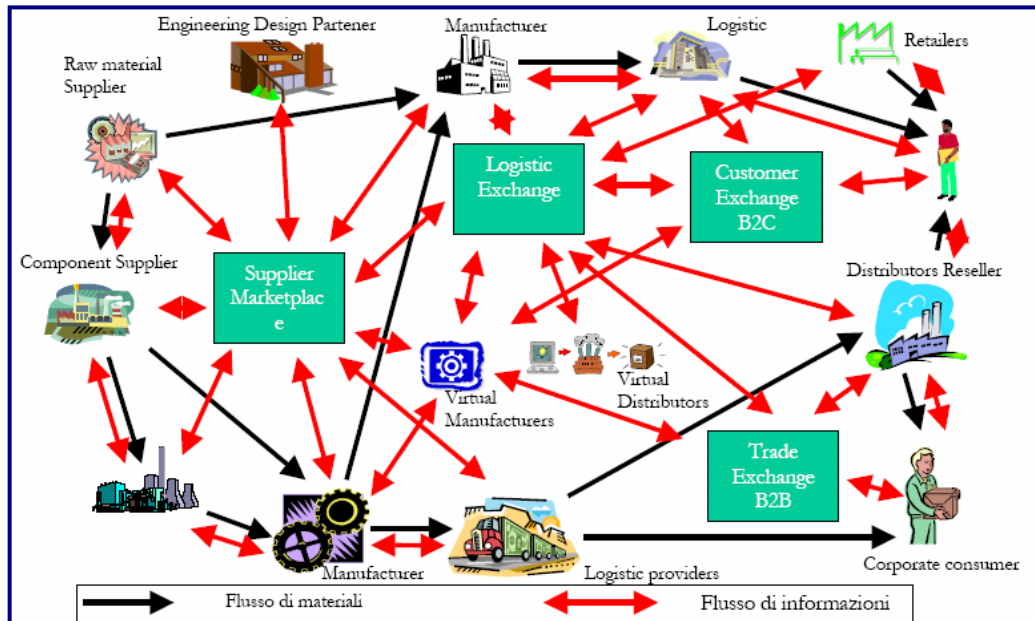 Engineering Design Partener
Manufacturer
Logistic
Retailers
Raw material
Supplier
Logistic
Exchange
Customer
Exchange
B2C
Component Supplier
Supplier
Marketplac
e
Distributors Reseller
Virtual
Manufacturers
Virtual
Distributors
Trade
Exchange
B2B
Manufacturer
Logistic providers
Corporate consumer
Flusso di materiali
Flusso di informazioni